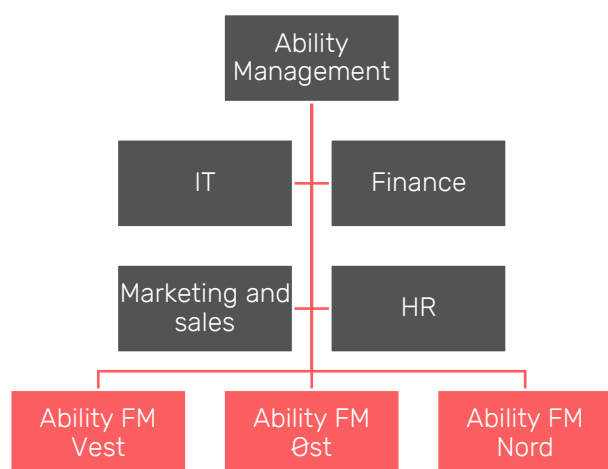 Ability
Management
IT
Finance
Marketing and
sales
HR
Ability FM
Vest
Ability FM
Øst
Ability FM
Nord